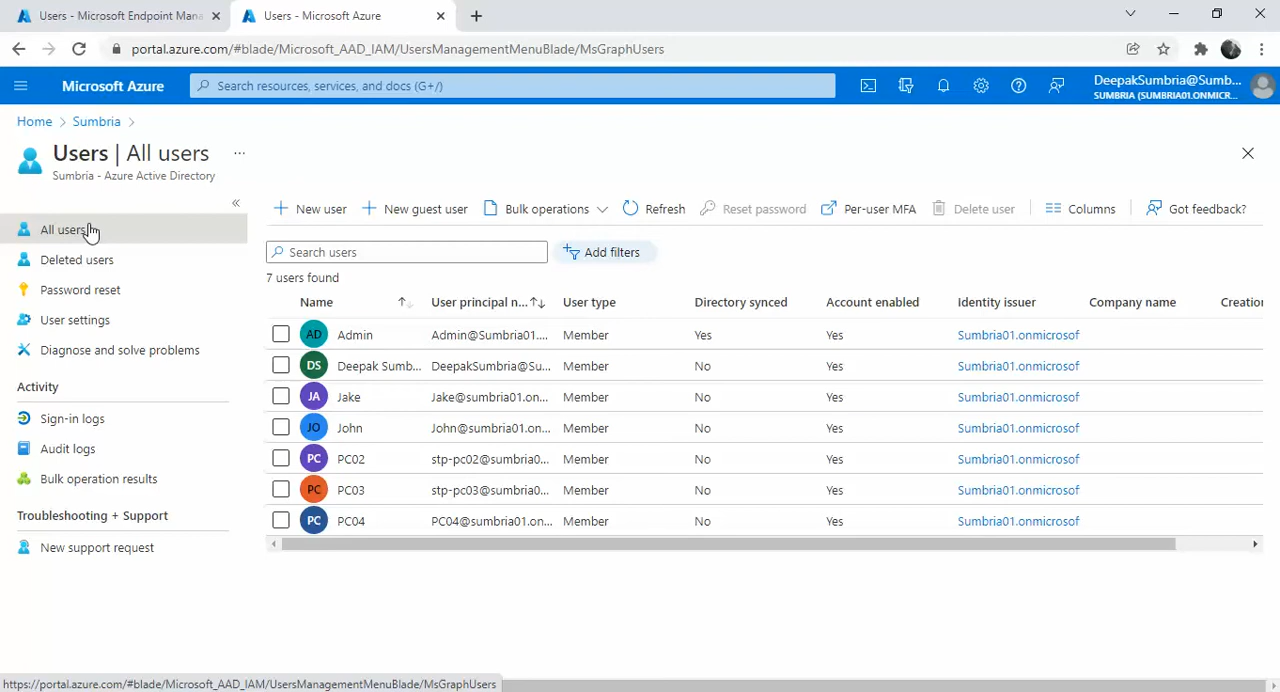 Users - Microsoft Endpoint Mana
Users - Microsoft Azure
portal.azure.com/#blade/Microsoft_AAD_IAM/UsersManagementMenuBlade/MsGraphUsers
Microsoft Azure
Search resources, services, and docs (G+/)
DeepakSumbria@Sumb...
SUMBRIA (SUMBRIA01.ONMICR...
Home > Sumbria >
Users | All users ...
Sumbria - Azure Active Directory
All users
Deleted users
Password reset
User settings
Diagnose and solve problems
Activity
Sign-in logs
Audit logs
Bulk operation results
Troubleshooting + Support
New support request
New user New guest user Bulk operations Refresh Reset password Per-user MFA Delete user Columns Got feedback?
Search users Add filters
7 users found
Name User principal n... User type Directory synced Account enabled Identity issuer Company name Creation
AD Admin Admin@Sumbria01.... Member Yes Yes Sumbria01.onmicrosof
DS Deepak Sumb... DeepakSumbria@Su... Member No Yes Sumbria01.onmicrosof
JA Jake Jake@sumbria01.on... Member No Yes Sumbria01.onmicrosof
JO John John@sumbria01.on... Member No Yes Sumbria01.onmicrosof
PC PC02 stp-pc02@sumbria0... Member No Yes Sumbria01.onmicrosof
PC PC03 stp-pc03@sumbria0... Member No Yes Sumbria01.onmicrosof
PC PC04 PC04@sumbria01.on... Member No Yes Sumbria01.onmicrosof
https://portal.azure.com/#blade/Microsoft_AAD_IAM/UsersManagementMenuBlade/MsGraphUsers